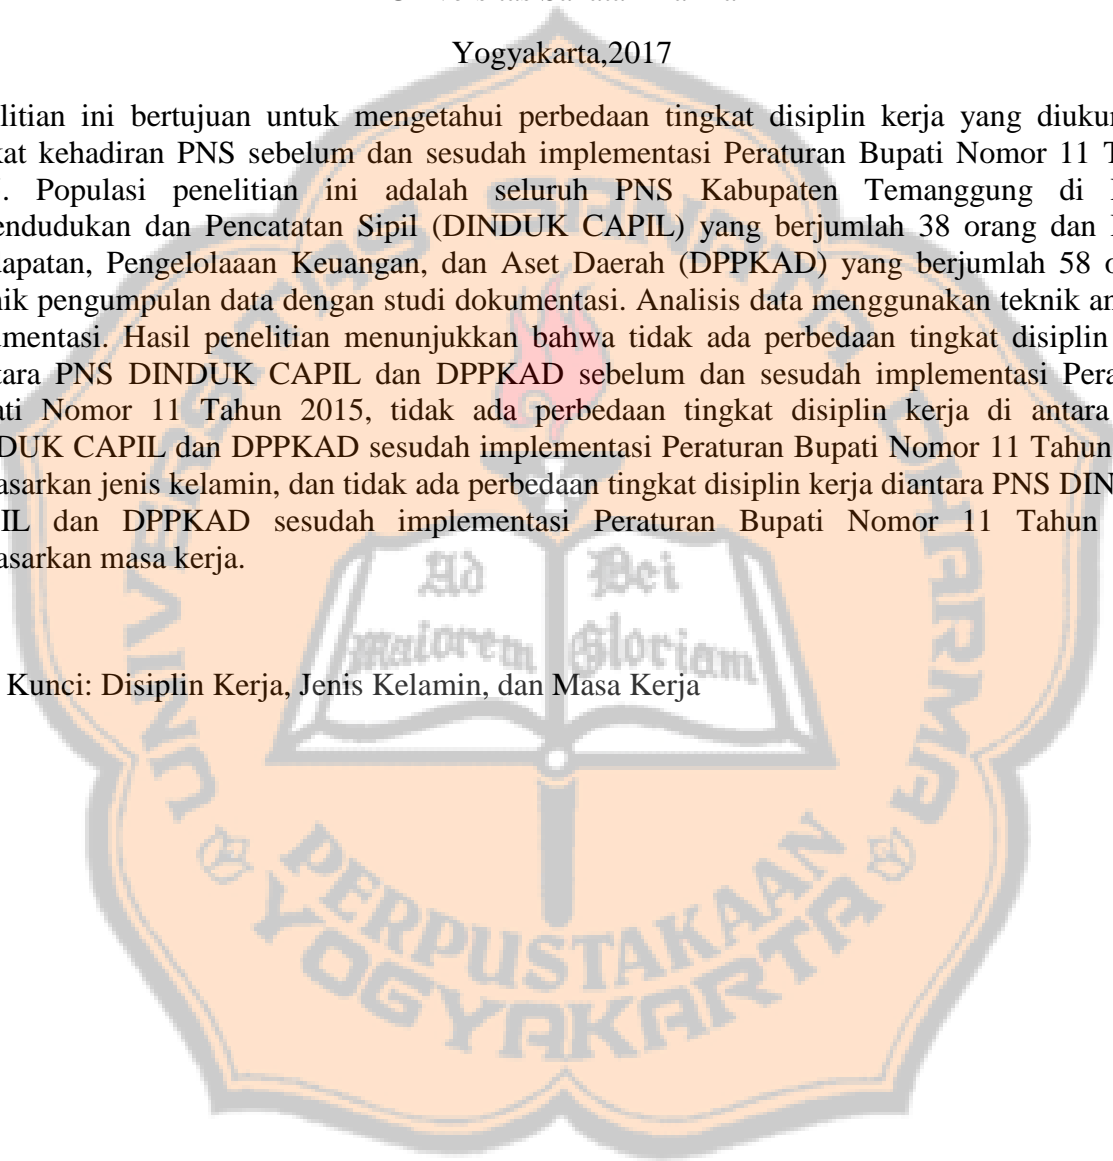 Yogyakarta,2017
litian ini bertujuan untuk mengetahui perbedaan tingkat disiplin kerja yang diukur
kat kehadiran PNS sebelum dan sesudah implementasi Peraturan Bupati Nomor 11 T
. Populasi penelitian ini adalah seluruh PNS Kabupaten Temanggung di
endudukan dan Pencatatan Sipil (DINDUK CAPIL) yang berjumlah 38 orang dan
apatan, Pengelolaaan Keuangan, dan Aset Daerah (DPPKAD) yang berjumlah 58 o
nik pengumpulan data dengan studi dokumentasi. Analisis data menggunakan teknik an
umentasi. Hasil penelitian menunjukkan bahwa tidak ada perbedaan tingkat disiplin
tara PNS DINDUK CAPIL dan DPPKAD sebelum dan sesudah implementasi Pera
ati Nomor 11 Tahun 2015, tidak ada perbedaan tingkat disiplin kerja di antara
DUK CAPIL dan DPPKAD sesudah implementasi Peraturan Bupati Nomor 11 Tahun
asarkan jenis kelamin, dan tidak ada perbedaan tingkat disiplin kerja diantara PNS DIN
IL dan DPPKAD sesudah implementasi Peraturan Bupati Nomor 11 Tahun
asarkan masa kerja.
Kunci: Disiplin Kerja, Jenis Kelamin, dan Masa Kerja
UNIVERSITAS SANATA DHARMA
Ad Dei
maiorem Gloriam
PERPUSTAKAAN
YOGYAKARTA